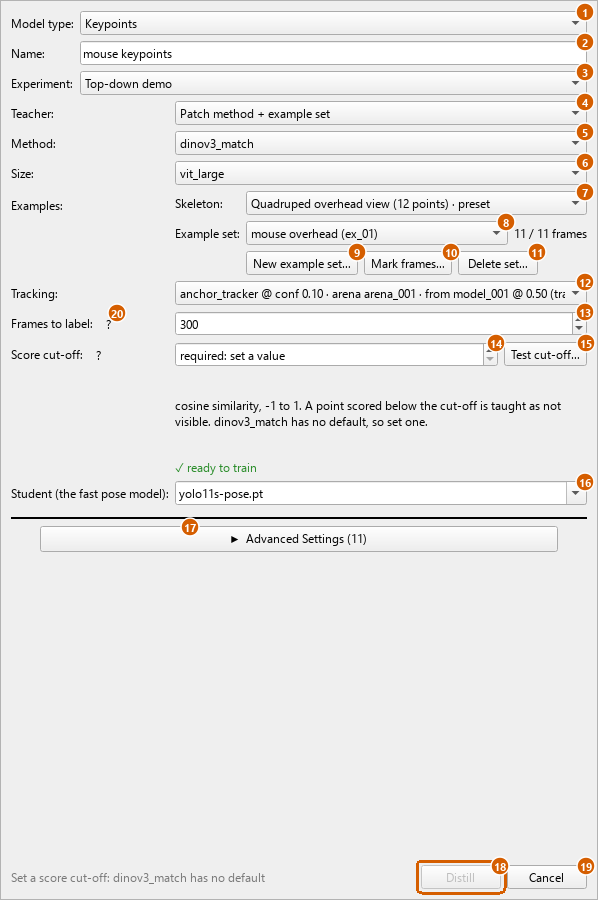 Model type: Keypoints 1
Name: mouse keypoints 2
Experiment: Top-down demo 3
Teacher: Patch method + example set 4
Method: dinov3_match 5
Size: vit_large 6
Examples: Skeleton: Quadruped overhead view (12 points) · preset 7
Example set: mouse overhead (ex_01) 8 11 / 11 frames
New example set... 9 Mark frames... 10 Delete set... 11
Tracking: anchor_tracker @ conf 0.10 · arena arena_001 · from model_001 @ 0.50 (tra 12
Frames to label: ? 20 300 13
Score cut-off: ? required: set a value 14 Test cut-off... 15
cosine similarity, -1 to 1. A point scored below the cut-off is taught as not
visible. dinov3_match has no default, so set one.
✓ ready to train
Student (the fast pose model): yolo11s-pose.pt 16
17
► Advanced Settings (11)
Set a score cut-off: dinov3_match has no default Distill 18 Cancel 19